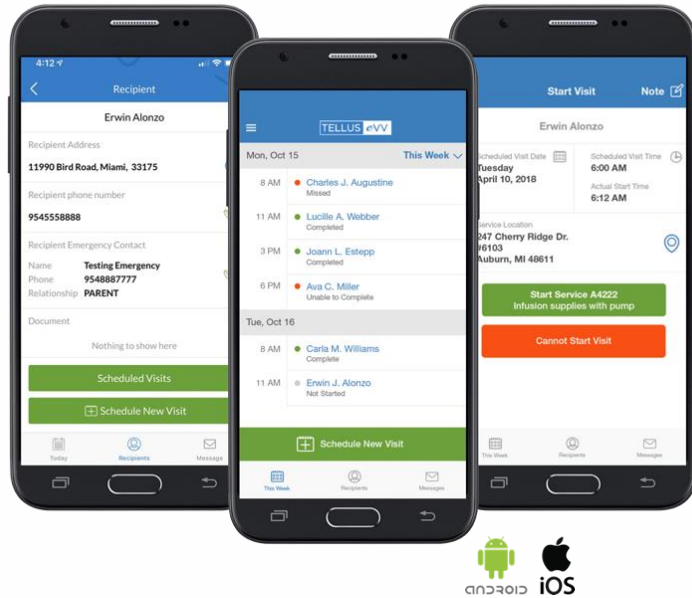 4:12
Recipient
Erwin Alonzo
Recipient Address
11990 Bird Road, Miami, 33175
Recipient phone number
9545558888
Recipient Emergency Contact
Name Testing Emergency
Phone 9548887777
Relationship PARENT
Document
Nothing to show here
Scheduled Visits
Schedule New Visit
Today
Recipients
Message
TELLUS eVV
Mon, Oct 15
This Week
8 AM Charles J. Augustine
Missed
11 AM Lucille A. Webber
Completed
3 PM Joann L. Estepp
Completed
6 PM Ava C. Miller
Unable to Complete
Tue, Oct 16
8 AM Carla M. Williams
Complete
11 AM Erwin J. Alonzo
Not Started
Schedule New Visit
This Week
Recipients
Messages
Start Visit
Note
Erwin Alonzo
Scheduled Visit Date
Tuesday
April 10, 2018
Scheduled Visit Time
6:00 AM
Actual Start Time
6:12 AM
Service Location
247 Cherry Ridge Dr.
#6103
Auburn, MI 48611
Start Service A4222
Infusion supplies with pump
Cannot Start Visit
This Week
Recipients
Messages
ANDROID
iOS